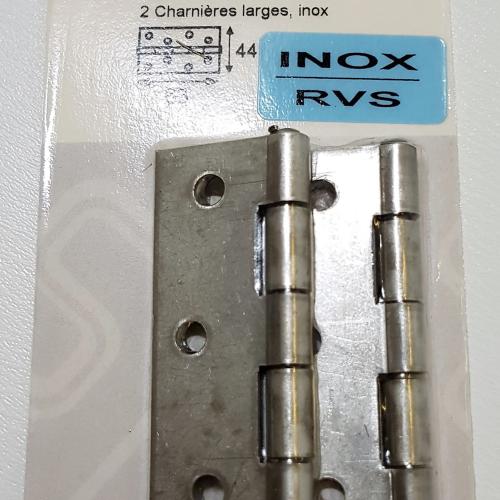 2 Charnières larges, inox
44
INOX
RVS